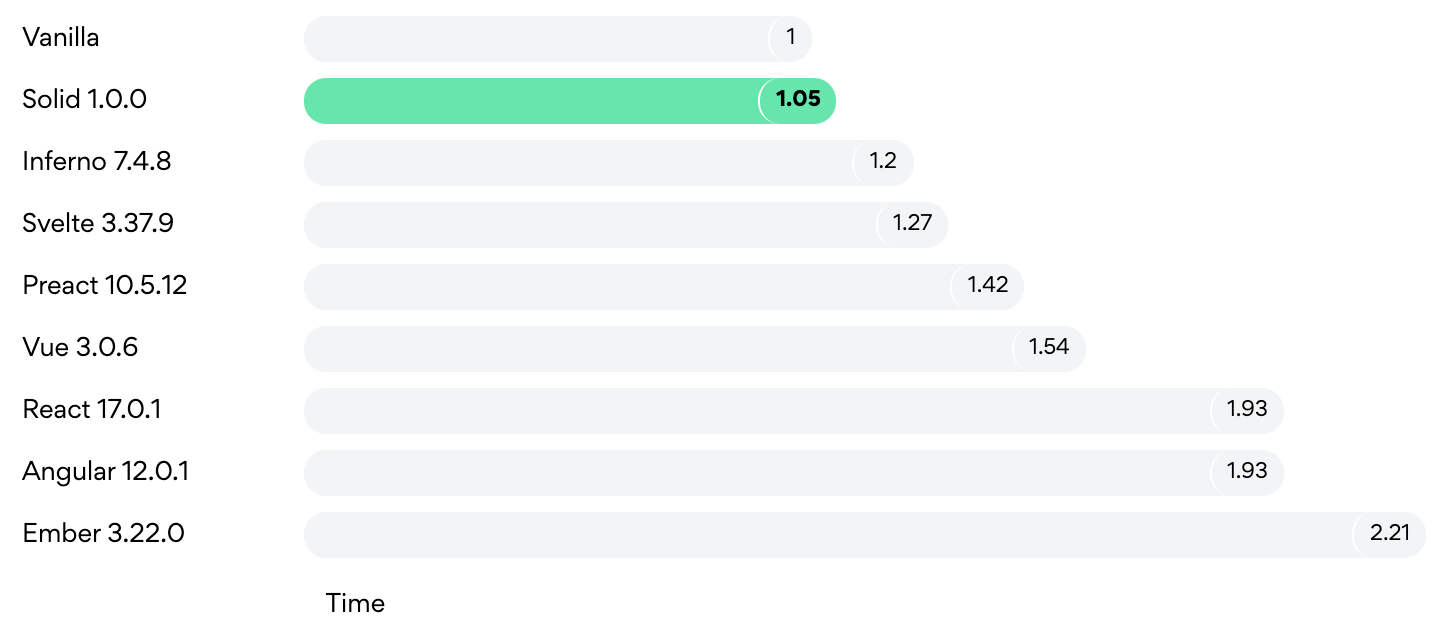 Vanilla 1
Solid 1.0.0 1.05
Inferno 7.4.8 1.2
Svelte 3.37.9 1.27
Preact 10.5.12 1.42
Vue 3.0.6 1.54
React 17.0.1 1.93
Angular 12.0.1 1.93
Ember 3.22.0 2.21
Time